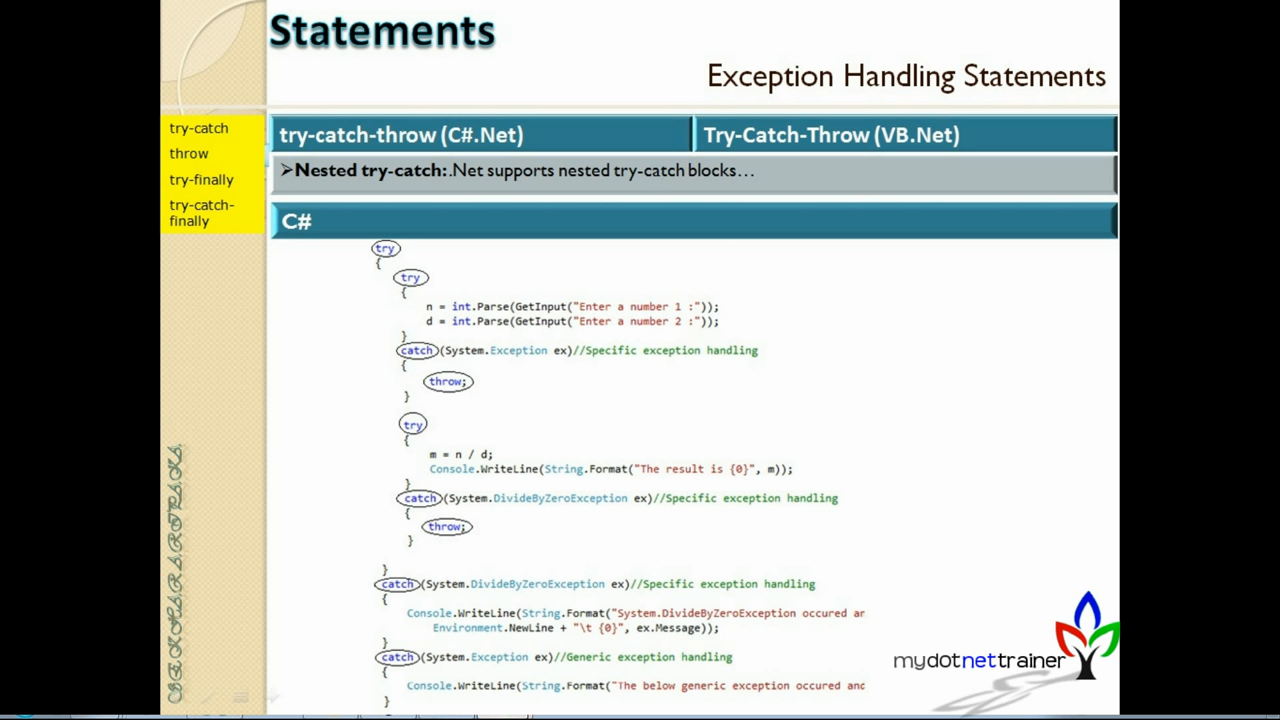 Statements
Exception Handling Statements
try-catch
throw
try-finally
try-catch-
finally
try-catch-throw (C#.Net)
Try-Catch-Throw (VB.Net)
➢Nested try-catch:.Net supports nested try-catch blocks…
C#
try
{
try
{
n = int.Parse(GetInput("Enter a number 1 :"));
d = int.Parse(GetInput("Enter a number 2 :"));
}
catch(System.Exception ex)//Specific exception handling
{
throw;
}
try
{
m = n / d;
Console.WriteLine(String.Format("The result is {0}", m));
}
catch(System.DivideByZeroException ex)//Specific exception handling
{
throw;
}
}
catch(System.DivideByZeroException ex)//Specific exception handling
{
Console.WriteLine(String.Format("System.DivideByZeroException occured an
Environment.NewLine + "\t {0}", ex.Message));
}
catch(System.Exception ex)//Generic exception handling
{
Console.WriteLine(String.Format("The below generic exception occured and
}
mydotnettrainer